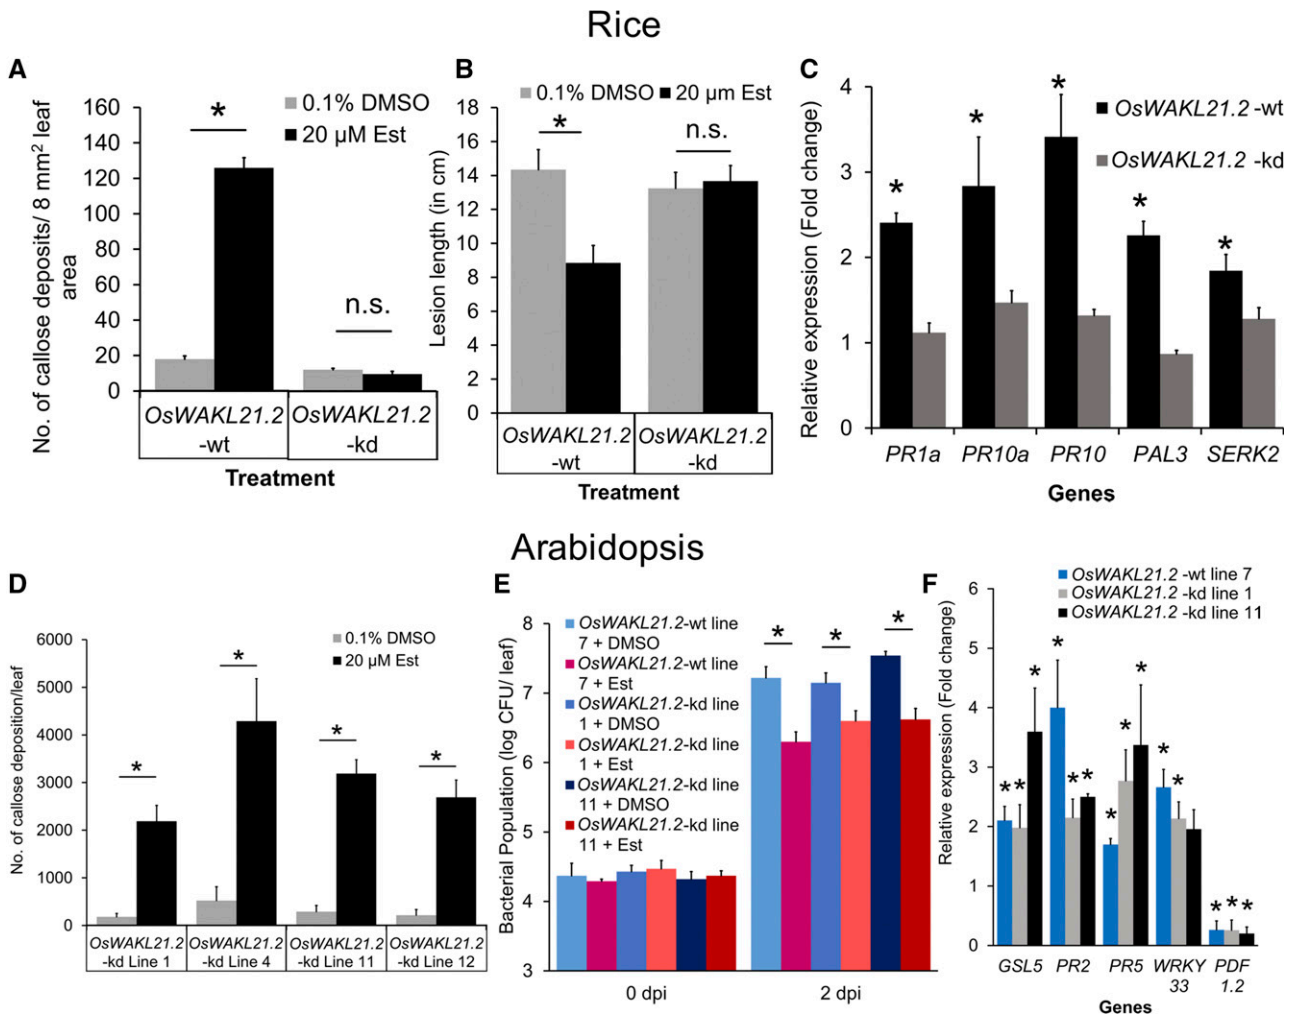 Rice
A
No. of callose deposits/ 8 mm² leaf
area
160
140
120
100
80
60
40
20
0
0.1% DMSO
20 µM Est
*
n.s.
OsWAKL21.2
-wt
OsWAKL21.2
-kd
Treatment
B
Lesion length (in cm)
18
16
14
12
10
8
6
4
2
0
0.1% DMSO
20 µm Est
*
n.s.
OsWAKL21.2
-wt
OsWAKL21.2
-kd
Treatment
C
Relative expression (Fold change)
4
3
2
1
0
OsWAKL21.2 -wt
OsWAKL21.2 -kd
* * * * *
PR1a PR10a PR10 PAL3 SERK2
Genes
Arabidopsis
D
No. of callose deposition/leaf
6000
5000
4000
3000
2000
1000
0
0.1% DMSO
20 µM Est
* * * *
OsWAKL21.2
-kd Line 1
OsWAKL21.2
-kd Line 4
OsWAKL21.2
-kd Line 11
OsWAKL21.2
-kd Line 12
E
Bacterial Population (log CFU/ leaf)
8
7
6
5
4
3
OsWAKL21.2-wt line
7 + DMSO
OsWAKL21.2-wt line
7 + Est
OsWAKL21.2-kd line
1 + DMSO
OsWAKL21.2-kd line
1 + Est
OsWAKL21.2-kd line
11 + DMSO
OsWAKL21.2-kd line
11 + Est
* * *
0 dpi
2 dpi
F
Relative expression (Fold change)
6
5
4
3
2
1
0
OsWAKL21.2 -wt line 7
OsWAKL21.2 -kd line 1
OsWAKL21.2 -kd line 11
* * * * * * * * * * * * * *
GSL5 PR2 PR5 WRKY PDF
33 1.2
Genes